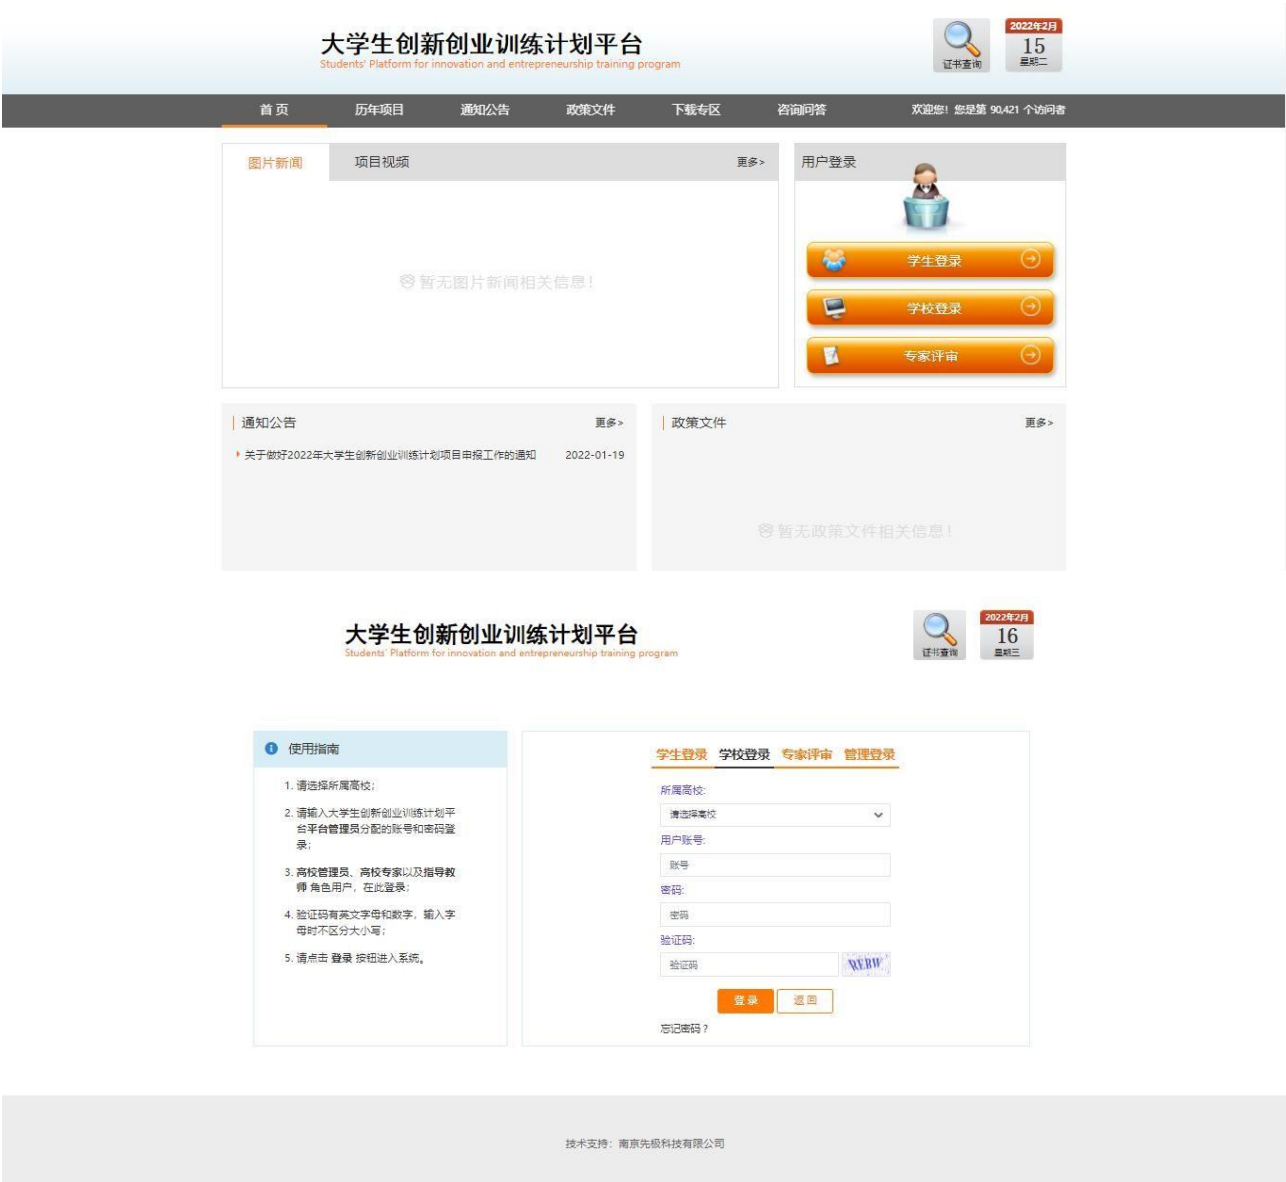 大学生创新创业训练计划平台
Students' Platform for innovation and entrepreneurship training program
证书查询
2022年2月
15
星期二
首 页
历年项目
通知公告
政策文件
下载专区
咨询问答
欢迎您！您是第 90,421 个访问者
图片新闻
项目视频
更多>
用户登录
暂无图片新闻相关信息！
学生登录
学校登录
专家评审
通知公告
更多>
关于做好2022年大学生创新创业训练计划项目申报工作的通知
2022-01-19
政策文件
更多>
暂无政策文件相关信息！
大学生创新创业训练计划平台
Students' Platform for innovation and entrepreneurship training program
证书查询
2022年2月
16
星期三
使用指南
1. 请选择所属高校；
2. 请输入大学生创新创业训练计划平
台平台管理员分配的账号和密码登
录；
3. 高校管理员、高校专家以及指导教
师 角色用户，在此登录；
4. 验证码有英文字母和数字，输入字
母时不区分大小写；
5. 请点击 登录 按钮进入系统。
学生登录
学校登录
专家评审
管理登录
所属高校:
请选择高校
用户账号:
账号
密码:
密码
验证码:
验证码
REBW
登 录
返 回
忘记密码？
技术支持：南京先极科技有限公司